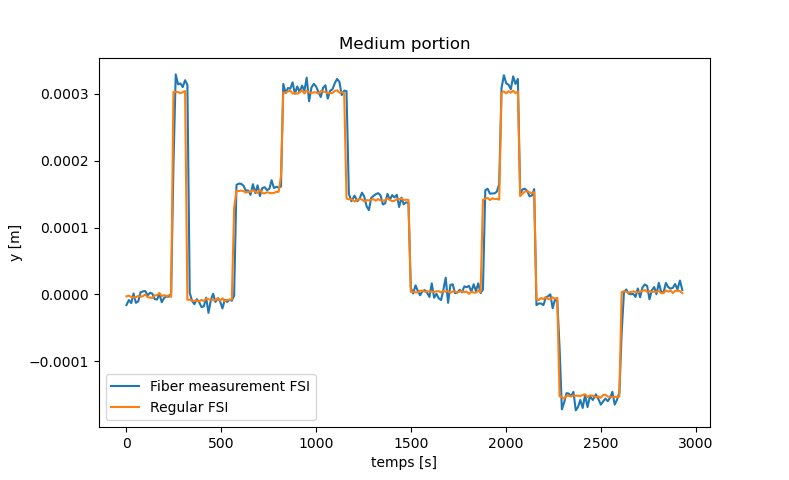 Medium portion
0.0003
0.0002
0.0001
0.0000
−0.0001
y [m]
Fiber measurement FSI
Regular FSI
0 500 1000 1500 2000 2500 3000
temps [s]